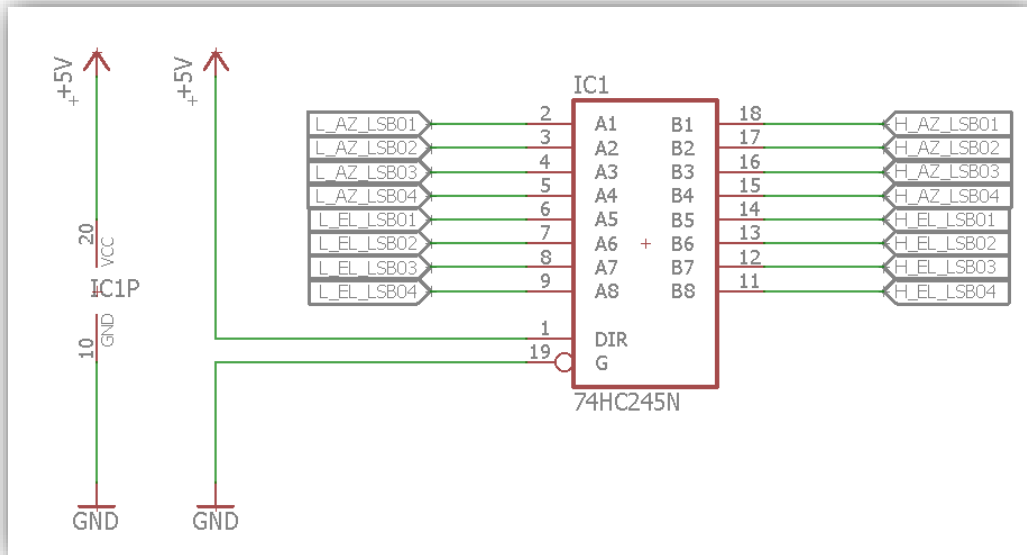 +5V
+5V
IC1
L_AZ_LSB01 2 A1 B1 18 H_AZ_LSB01
L_AZ_LSB02 3 A2 B2 17 H_AZ_LSB02
L_AZ_LSB03 4 A3 B3 16 H_AZ_LSB03
L_AZ_LSB04 5 A4 B4 15 H_AZ_LSB04
L_EL_LSB01 6 A5 B5 14 H_EL_LSB01
L_EL_LSB02 7 A6 B6 13 H_EL_LSB02
L_EL_LSB03 8 A7 B7 12 H_EL_LSB03
L_EL_LSB04 9 A8 B8 11 H_EL_LSB04
20 VCC
IC1P
10 GND
1 DIR
19 G
74HC245N
GND
GND